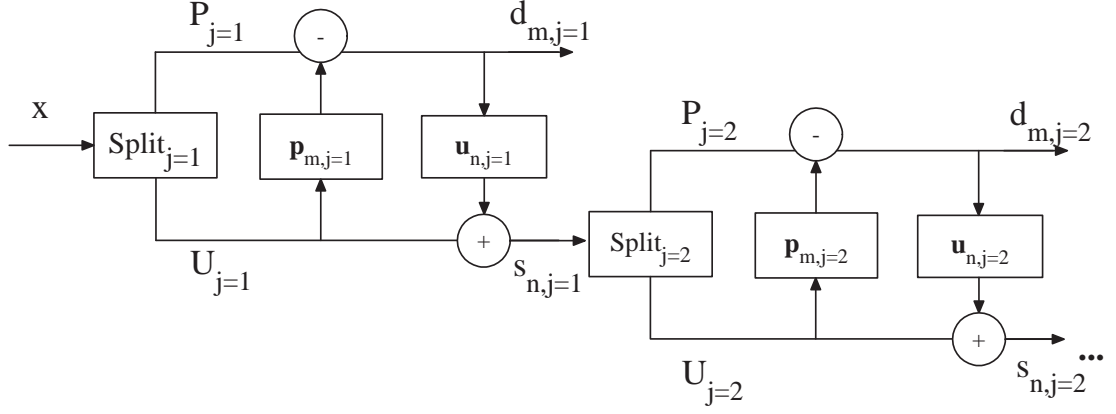 P_{j=1}
d_{m,j=1}
-
x
Split_{j=1}
p_{m,j=1}
u_{n,j=1}
+
U_{j=1}
s_{n,j=1}
P_{j=2}
d_{m,j=2}
-
Split_{j=2}
p_{m,j=2}
u_{n,j=2}
+
U_{j=2}
s_{n,j=2}
...